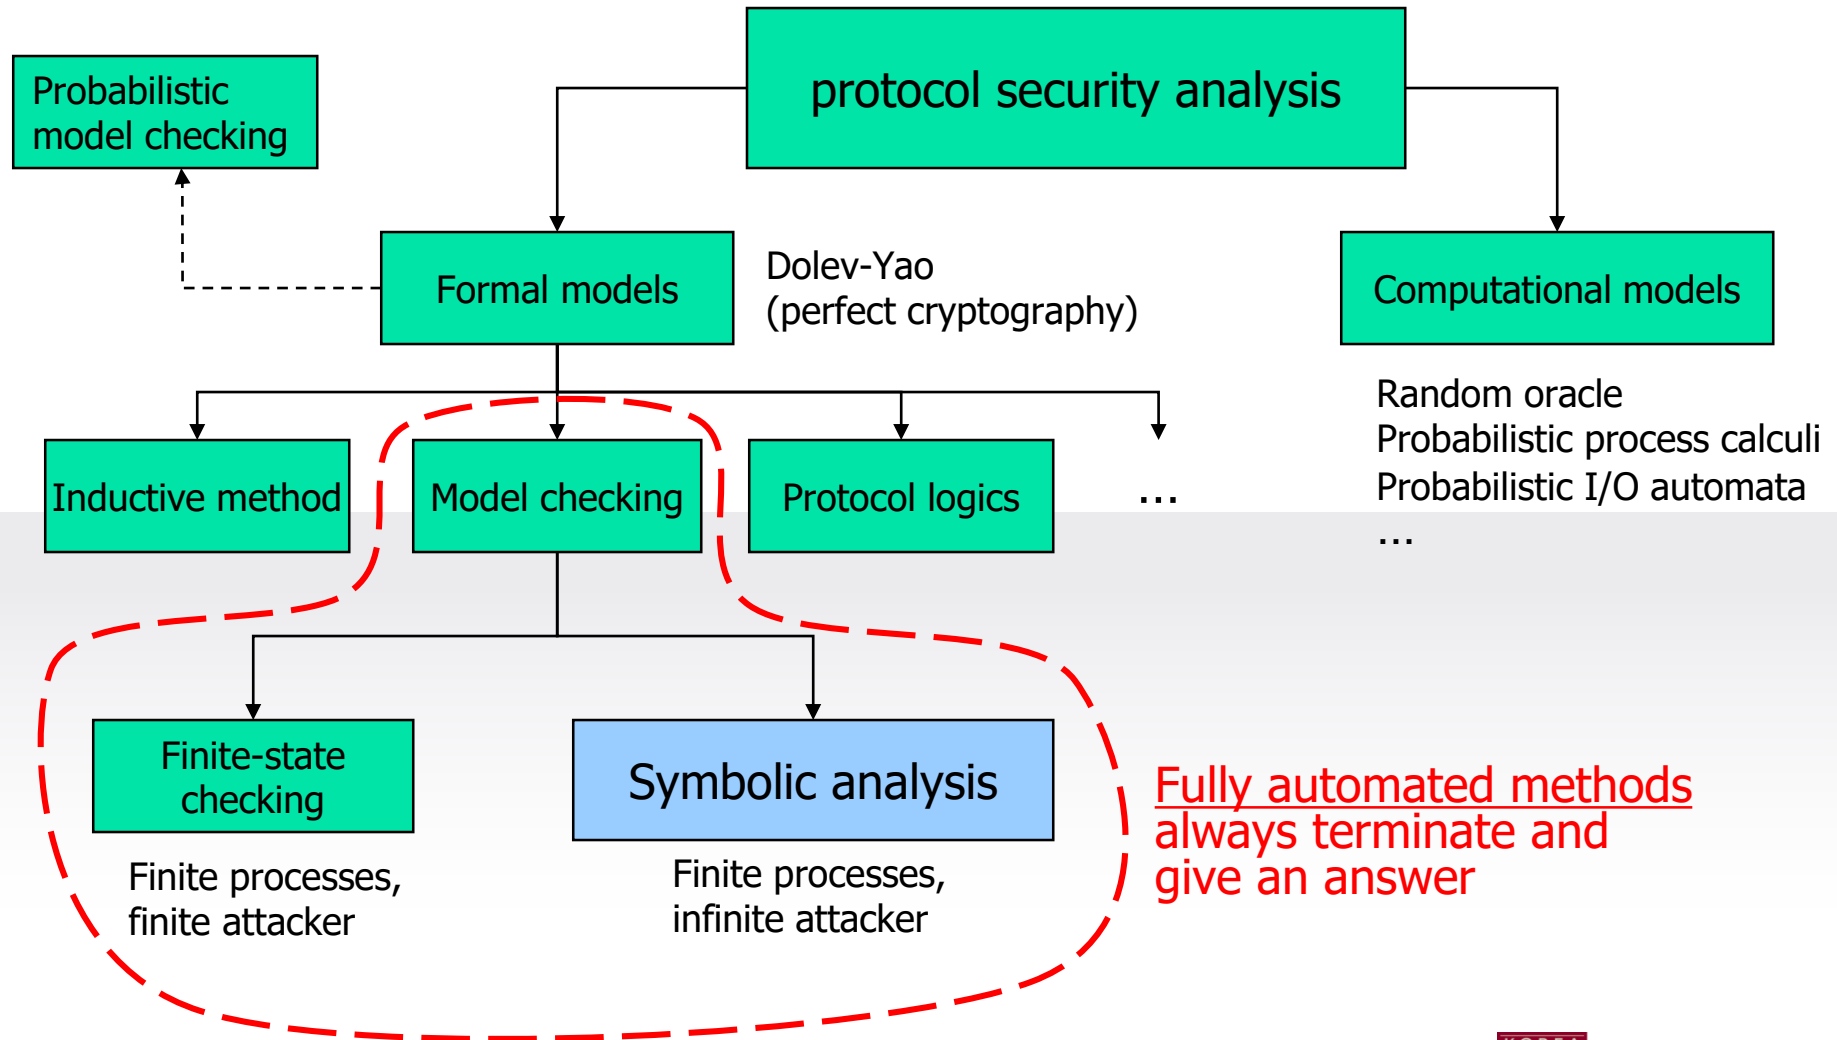 protocol security analysis
Probabilistic
model checking
Formal models
Dolev-Yao
(perfect cryptography)
Computational models
Random oracle
Probabilistic process calculi
Probabilistic I/O automata
...
Inductive method
Model checking
Protocol logics
...
Finite-state
checking
Symbolic analysis
Fully automated methods
always terminate and
give an answer
Finite processes,
finite attacker
Finite processes,
infinite attacker
KOREA